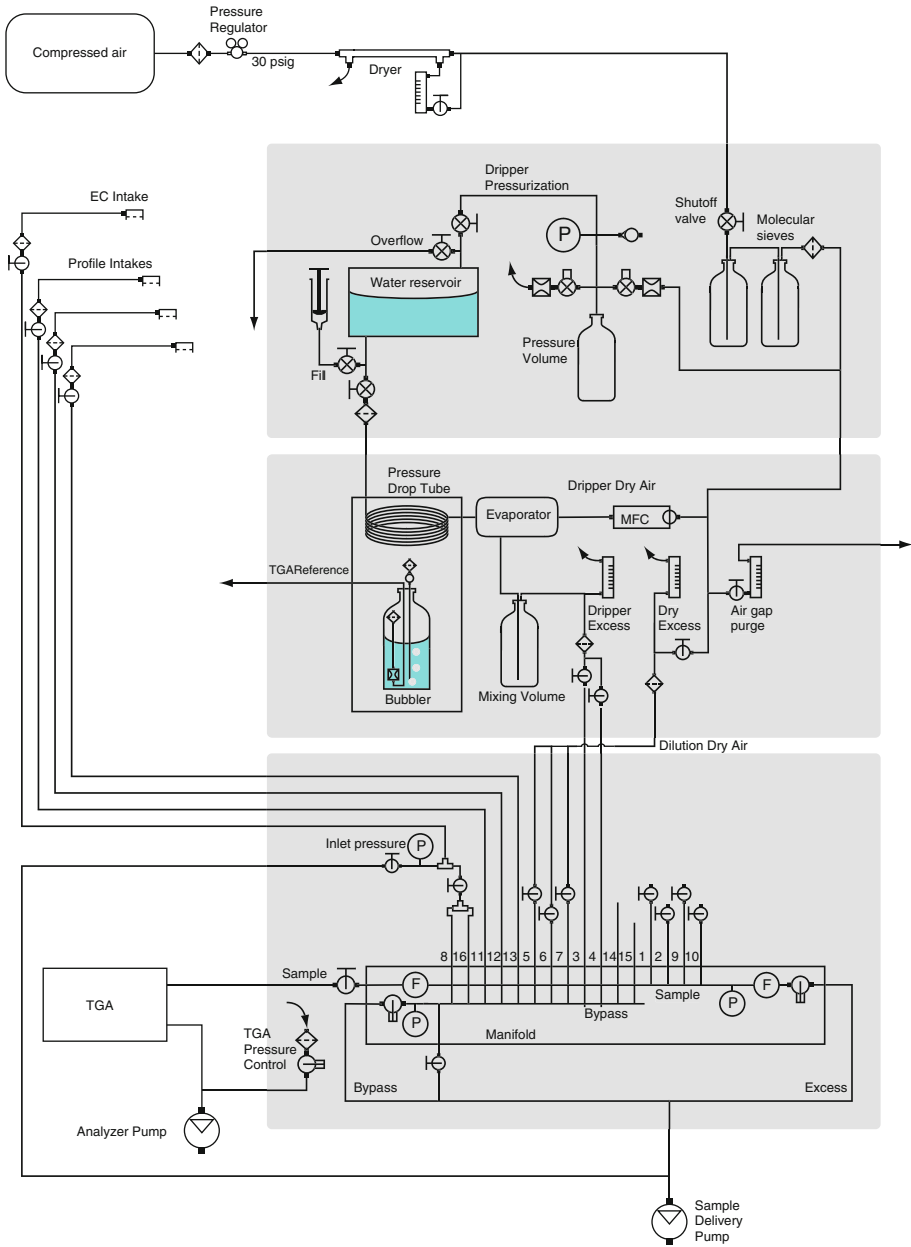 Pressure
Regulator
Compressed air
30 psig
Dryer
Dripper
Pressurization
EC Intake
Shutoff
valve
Molecular
sieves
P
Overflow
Profile Intakes
Water reservoir
Pressure
Volume
Fill
Pressure
Drop Tube
Dripper Dry Air
Evaporator
MFC
TGAReference
Dripper
Excess
Dry
Excess
Air gap
purge
Bubbler
Mixing Volume
Dilution Dry Air
Inlet pressure
P
8 16 11 12 13 5 6 7 3 4 14 15 1 2 9 10
Sample
F
Sample
F
TGA
P
P
Bypass
TGA
Pressure
Control
Manifold
Bypass
Excess
Analyzer Pump
Sample
Delivery
Pump